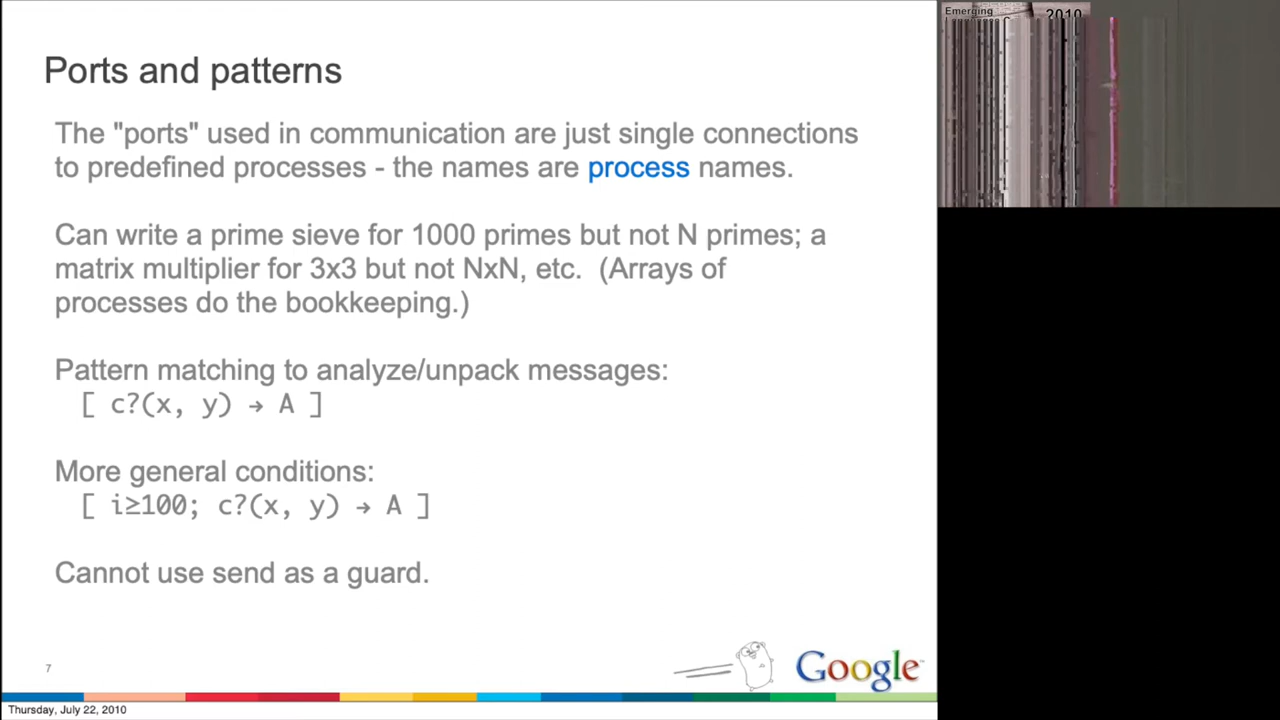 Ports and patterns
The "ports" used in communication are just single connections
to predefined processes - the names are process names.
Can write a prime sieve for 1000 primes but not N primes; a
matrix multiplier for 3x3 but not NxN, etc.  (Arrays of
processes do the bookkeeping.)
Pattern matching to analyze/unpack messages:
[ c?(x, y) → A ]
More general conditions:
[ i≥100; c?(x, y) → A ]
Cannot use send as a guard.
7
Google
Thursday, July 22, 2010
Emerging
2010